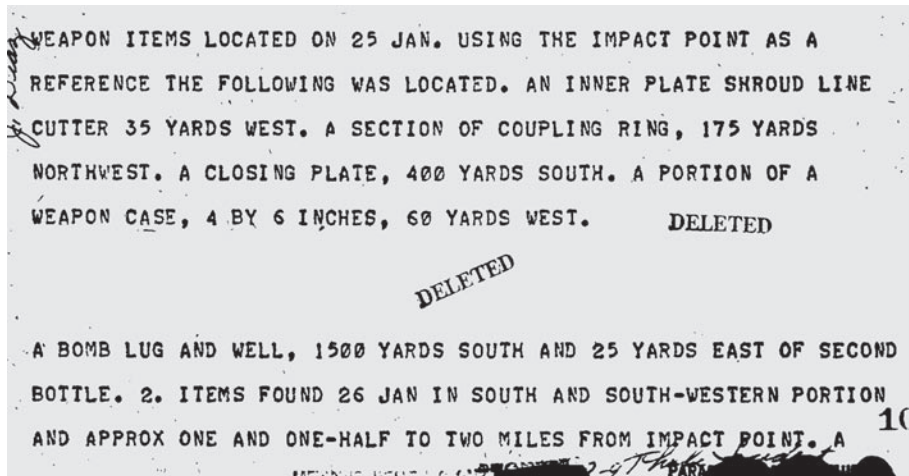 WEAPON ITEMS LOCATED ON 25 JAN. USING THE IMPACT POINT AS A
REFERENCE THE FOLLOWING WAS LOCATED. AN INNER PLATE SHROUD LINE
CUTTER 35 YARDS WEST. A SECTION OF COUPLING RING, 175 YARDS
NORTHWEST. A CLOSING PLATE, 400 YARDS SOUTH. A PORTION OF A
WEAPON CASE, 4 BY 6 INCHES, 60 YARDS WEST. DELETED
DELETED
A BOMB LUG AND WELL, 1500 YARDS SOUTH AND 25 YARDS EAST OF SECOND
BOTTLE. 2. ITEMS FOUND 26 JAN IN SOUTH AND SOUTH-WESTERN PORTION
10
AND APPROX ONE AND ONE-HALF TO TWO MILES FROM IMPACT POINT. A
PARA